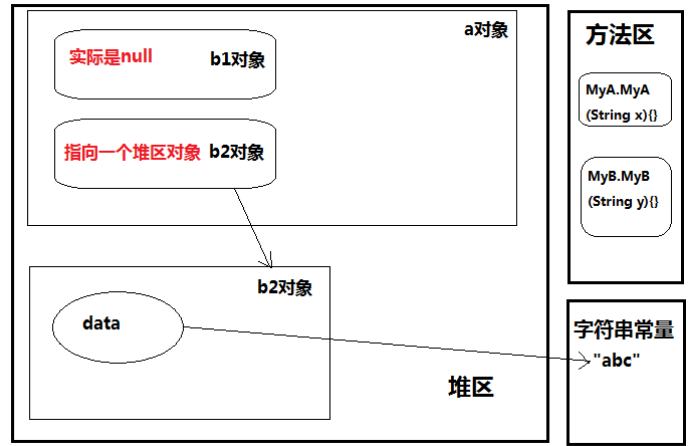 a对象
实际是null b1对象
指向一个堆区对象 b2对象
b2对象
data
堆区
方法区
MyA.MyA
(String x){}
MyB.MyB
(String y){}
字符串常量
"abc"